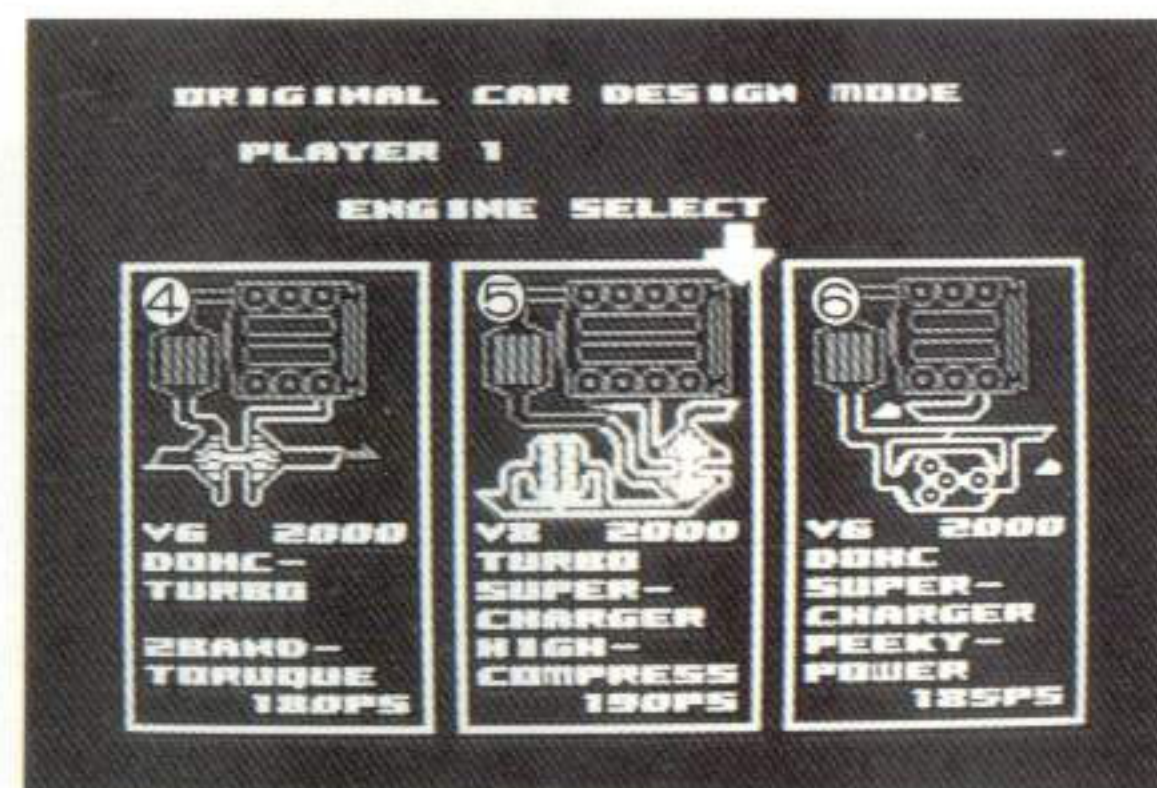 ORIGINAL CAR DESIGN MODE
PLAYER 1
ENGINE SELECT
④
V6 2000
DOHC-
TURBO
2BAND-
TORUQUE
180PS
⑤
V8 2000
TURBO
SUPER-
CHARGER
HIGH-
COMPRESS
190PS
⑥
V6 2000
DOHC
SUPER-
CHARGER
PEEKY-
POWER
185PS